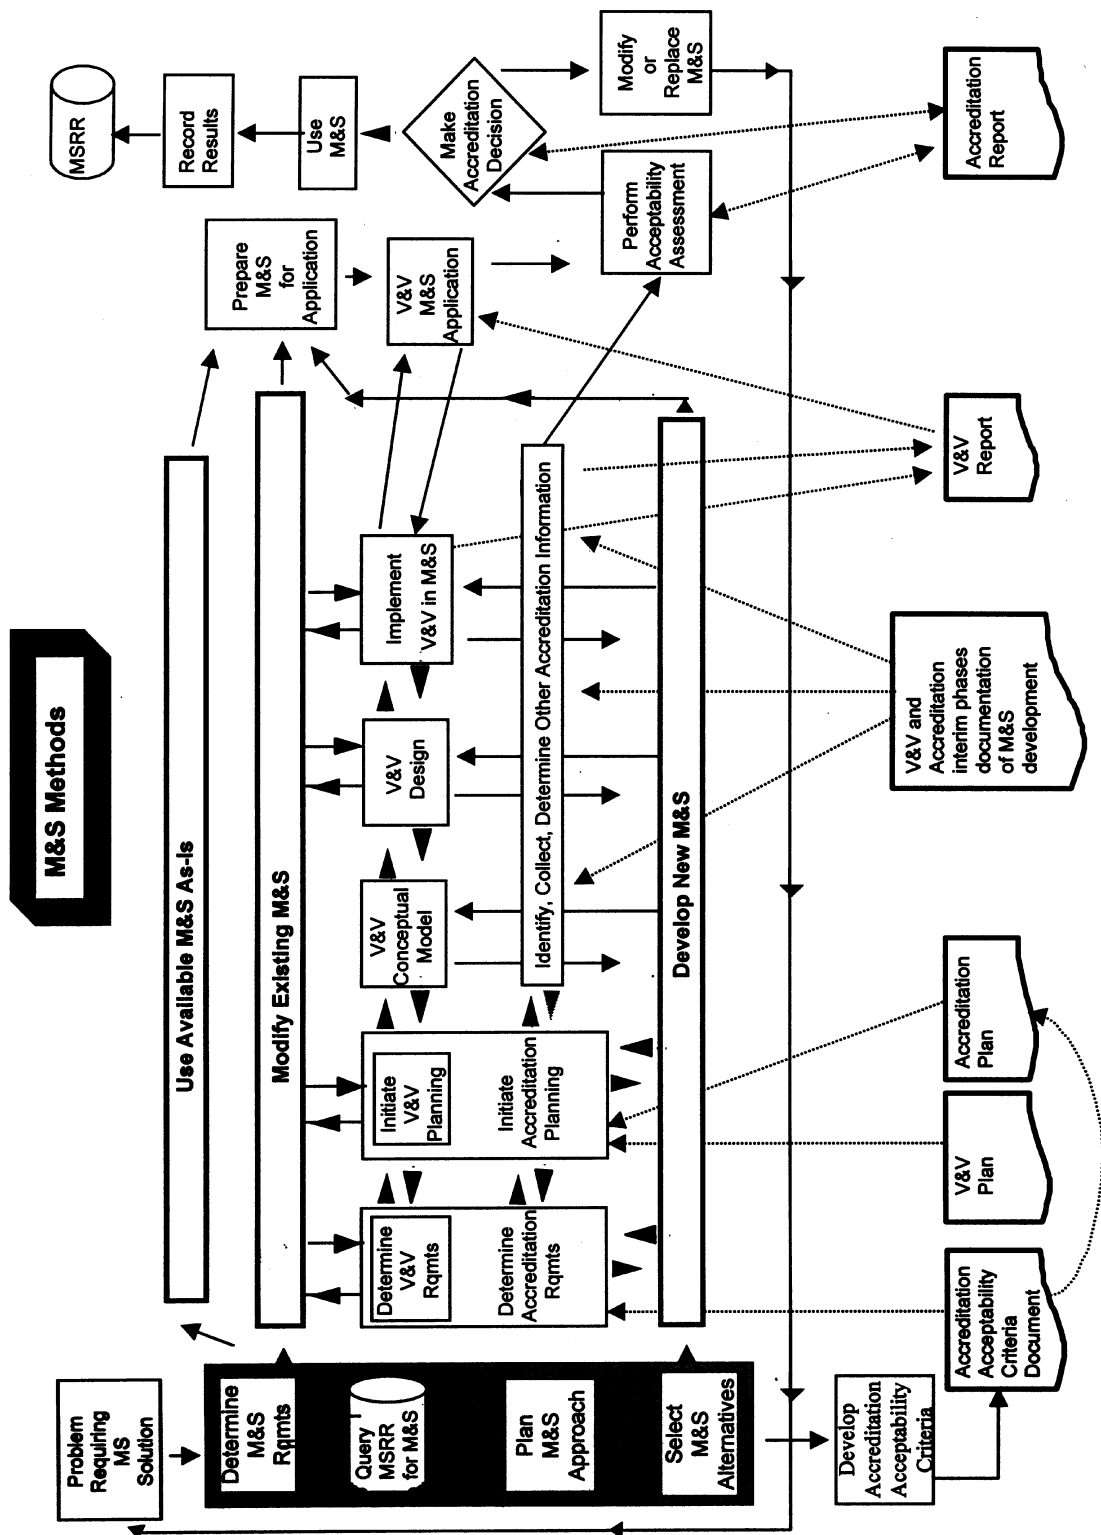 M&S Methods
Problem
Requiring
MS
Solution
Determine
M&S
Rqmts
Query
MSRR
for M&S
Plan
M&S
Approach
Select
M&S
Alternatives
Develop
Accreditation
Acceptability
Criteria
Use Available M&S As-Is
Modify Existing M&S
Determine
V&V
Rqmts
Determine
Accreditation
Rqmts
Initiate
V&V
Planning
Initiate
Accreditation
Planning
V&V
Conceptual
Model
V&V
Design
Implement
V&V in M&S
Identify, Collect, Determine Other Accreditation Information
Develop New M&S
Prepare
M&S
for
Application
V&V
M&S
Application
Perform
Acceptability
Assessment
MSRR
Record
Results
Use
M&S
Make
Accreditation
Decision
Modify
or
Replace
M&S
Accreditation
Acceptability
Criteria
Document
V&V
Plan
Accreditation
Plan
V&V and
Accreditation
interim phases
documentation
of M&S
development
V&V
Report
Accreditation
Report